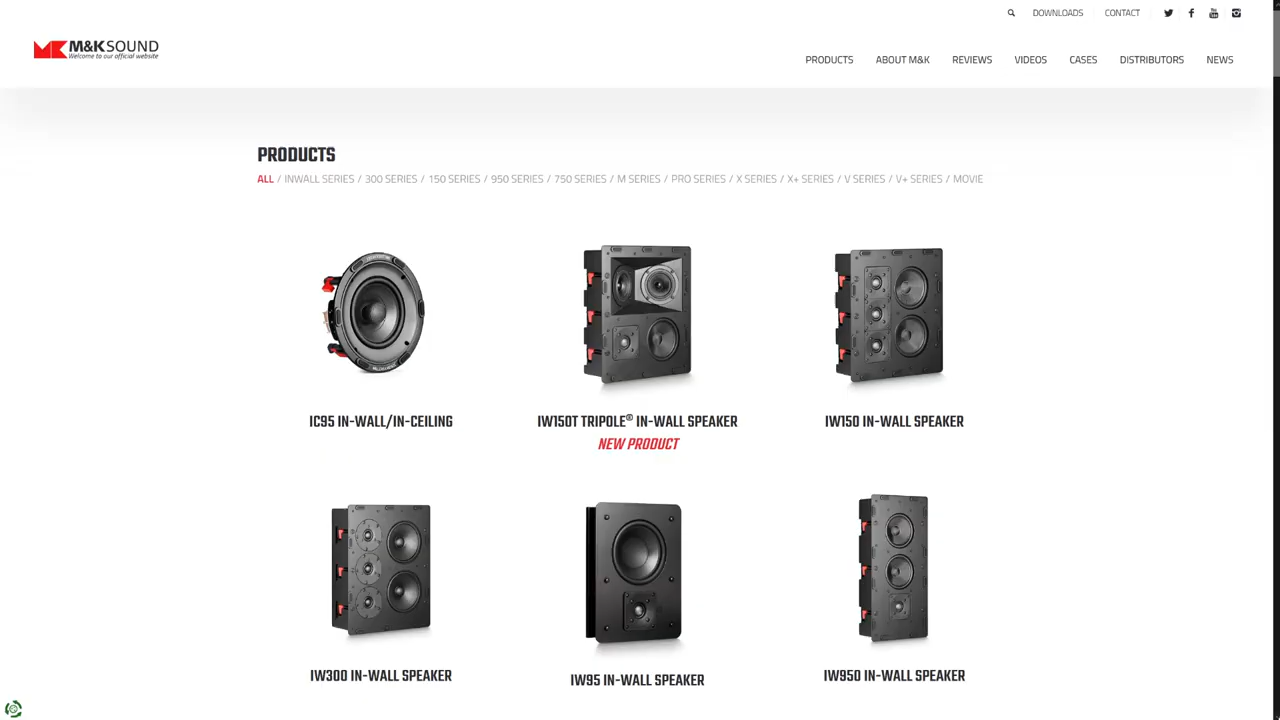 DOWNLOADS
CONTACT
M&KSOUND
Welcome to our official website
PRODUCTS
ABOUT M&K
REVIEWS
VIDEOS
CASES
DISTRIBUTORS
NEWS
PRODUCTS
ALL / INWALL SERIES / 300 SERIES / 150 SERIES / 950 SERIES / 750 SERIES / M SERIES / PRO SERIES / X SERIES / X+ SERIES / V SERIES / V+ SERIES / MOVIE
IC95 IN-WALL/IN-CEILING
IW150T TRIPOLE® IN-WALL SPEAKER
NEW PRODUCT
IW150 IN-WALL SPEAKER
IW300 IN-WALL SPEAKER
IW95 IN-WALL SPEAKER
IW950 IN-WALL SPEAKER